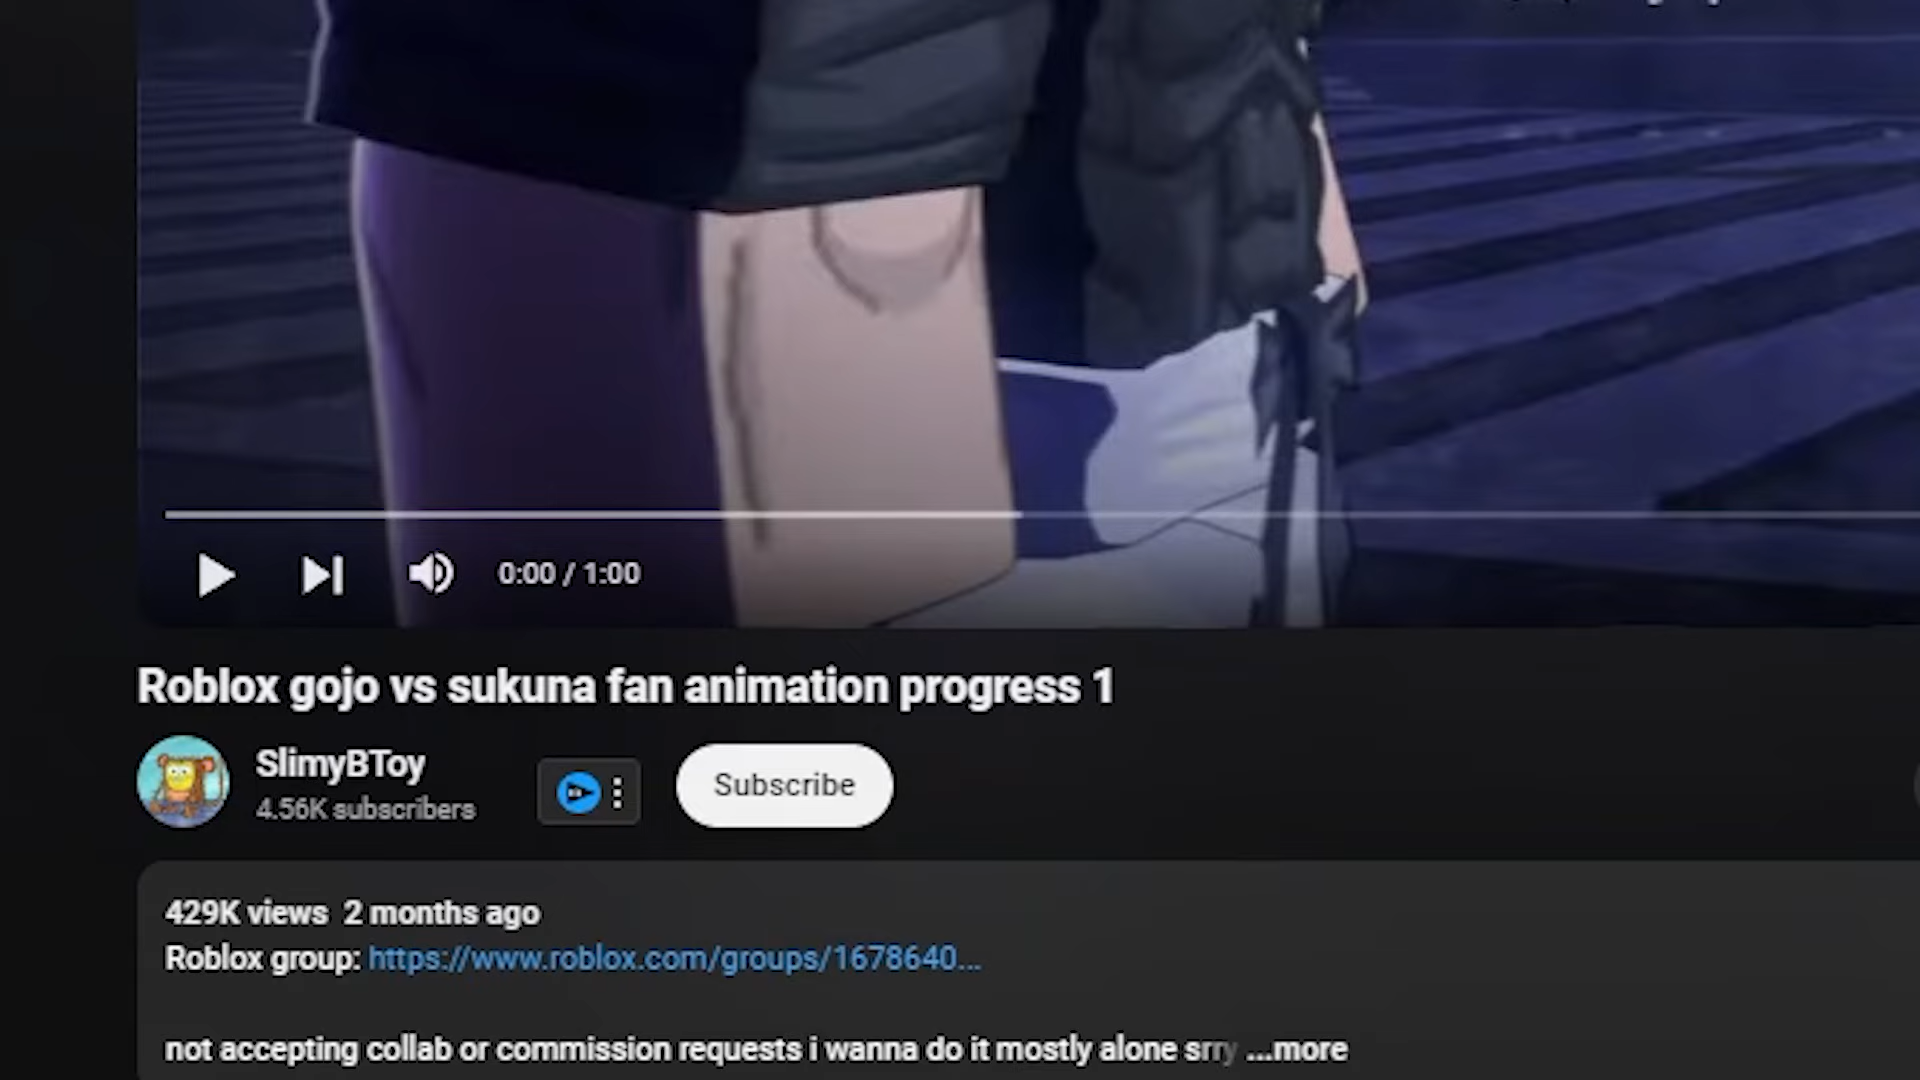 0:00 / 1:00
Roblox gojo vs sukuna fan animation progress 1
SlimyBToy
4.56K subscribers
Subscribe
429K views 2 months ago
Roblox group: https://www.roblox.com/groups/1678640...
not accepting collab or commission requests i wanna do it mostly alone srry ...more